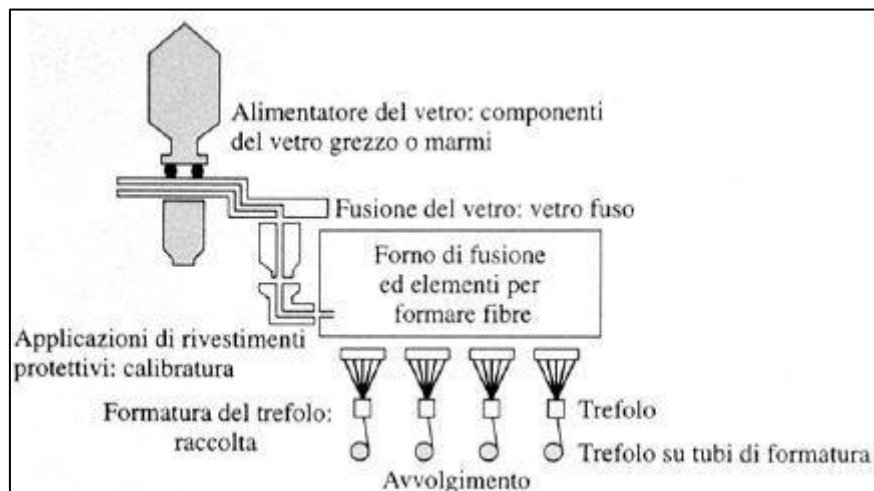 Alimentatore del vetro: componenti
del vetro grezzo o marmi
Fusione del vetro: vetro fuso
Forno di fusione
ed elementi per
formare fibre
Applicazioni di rivestimenti
protettivi: calibratura
Formatura del trefolo:
raccolta
Trefolo
Trefolo su tubi di formatura
Avvolgimento